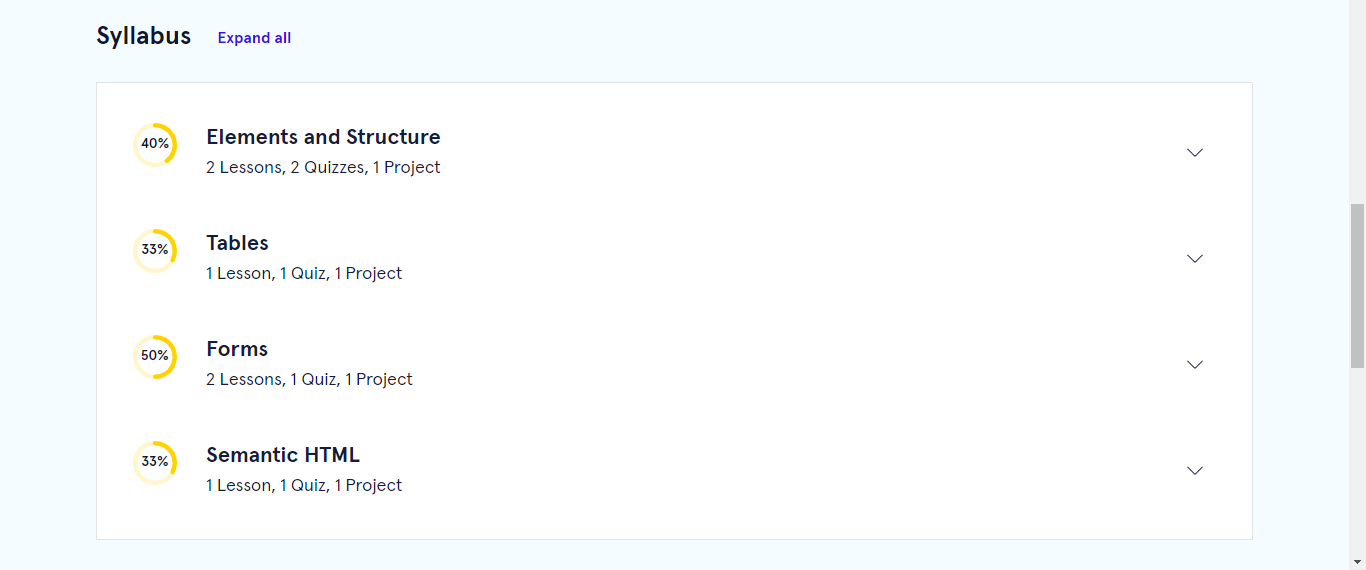 Syllabus Expand all
40%
Elements and Structure
2 Lessons, 2 Quizzes, 1 Project
33%
Tables
1 Lesson, 1 Quiz, 1 Project
50%
Forms
2 Lessons, 1 Quiz, 1 Project
33%
Semantic HTML
1 Lesson, 1 Quiz, 1 Project